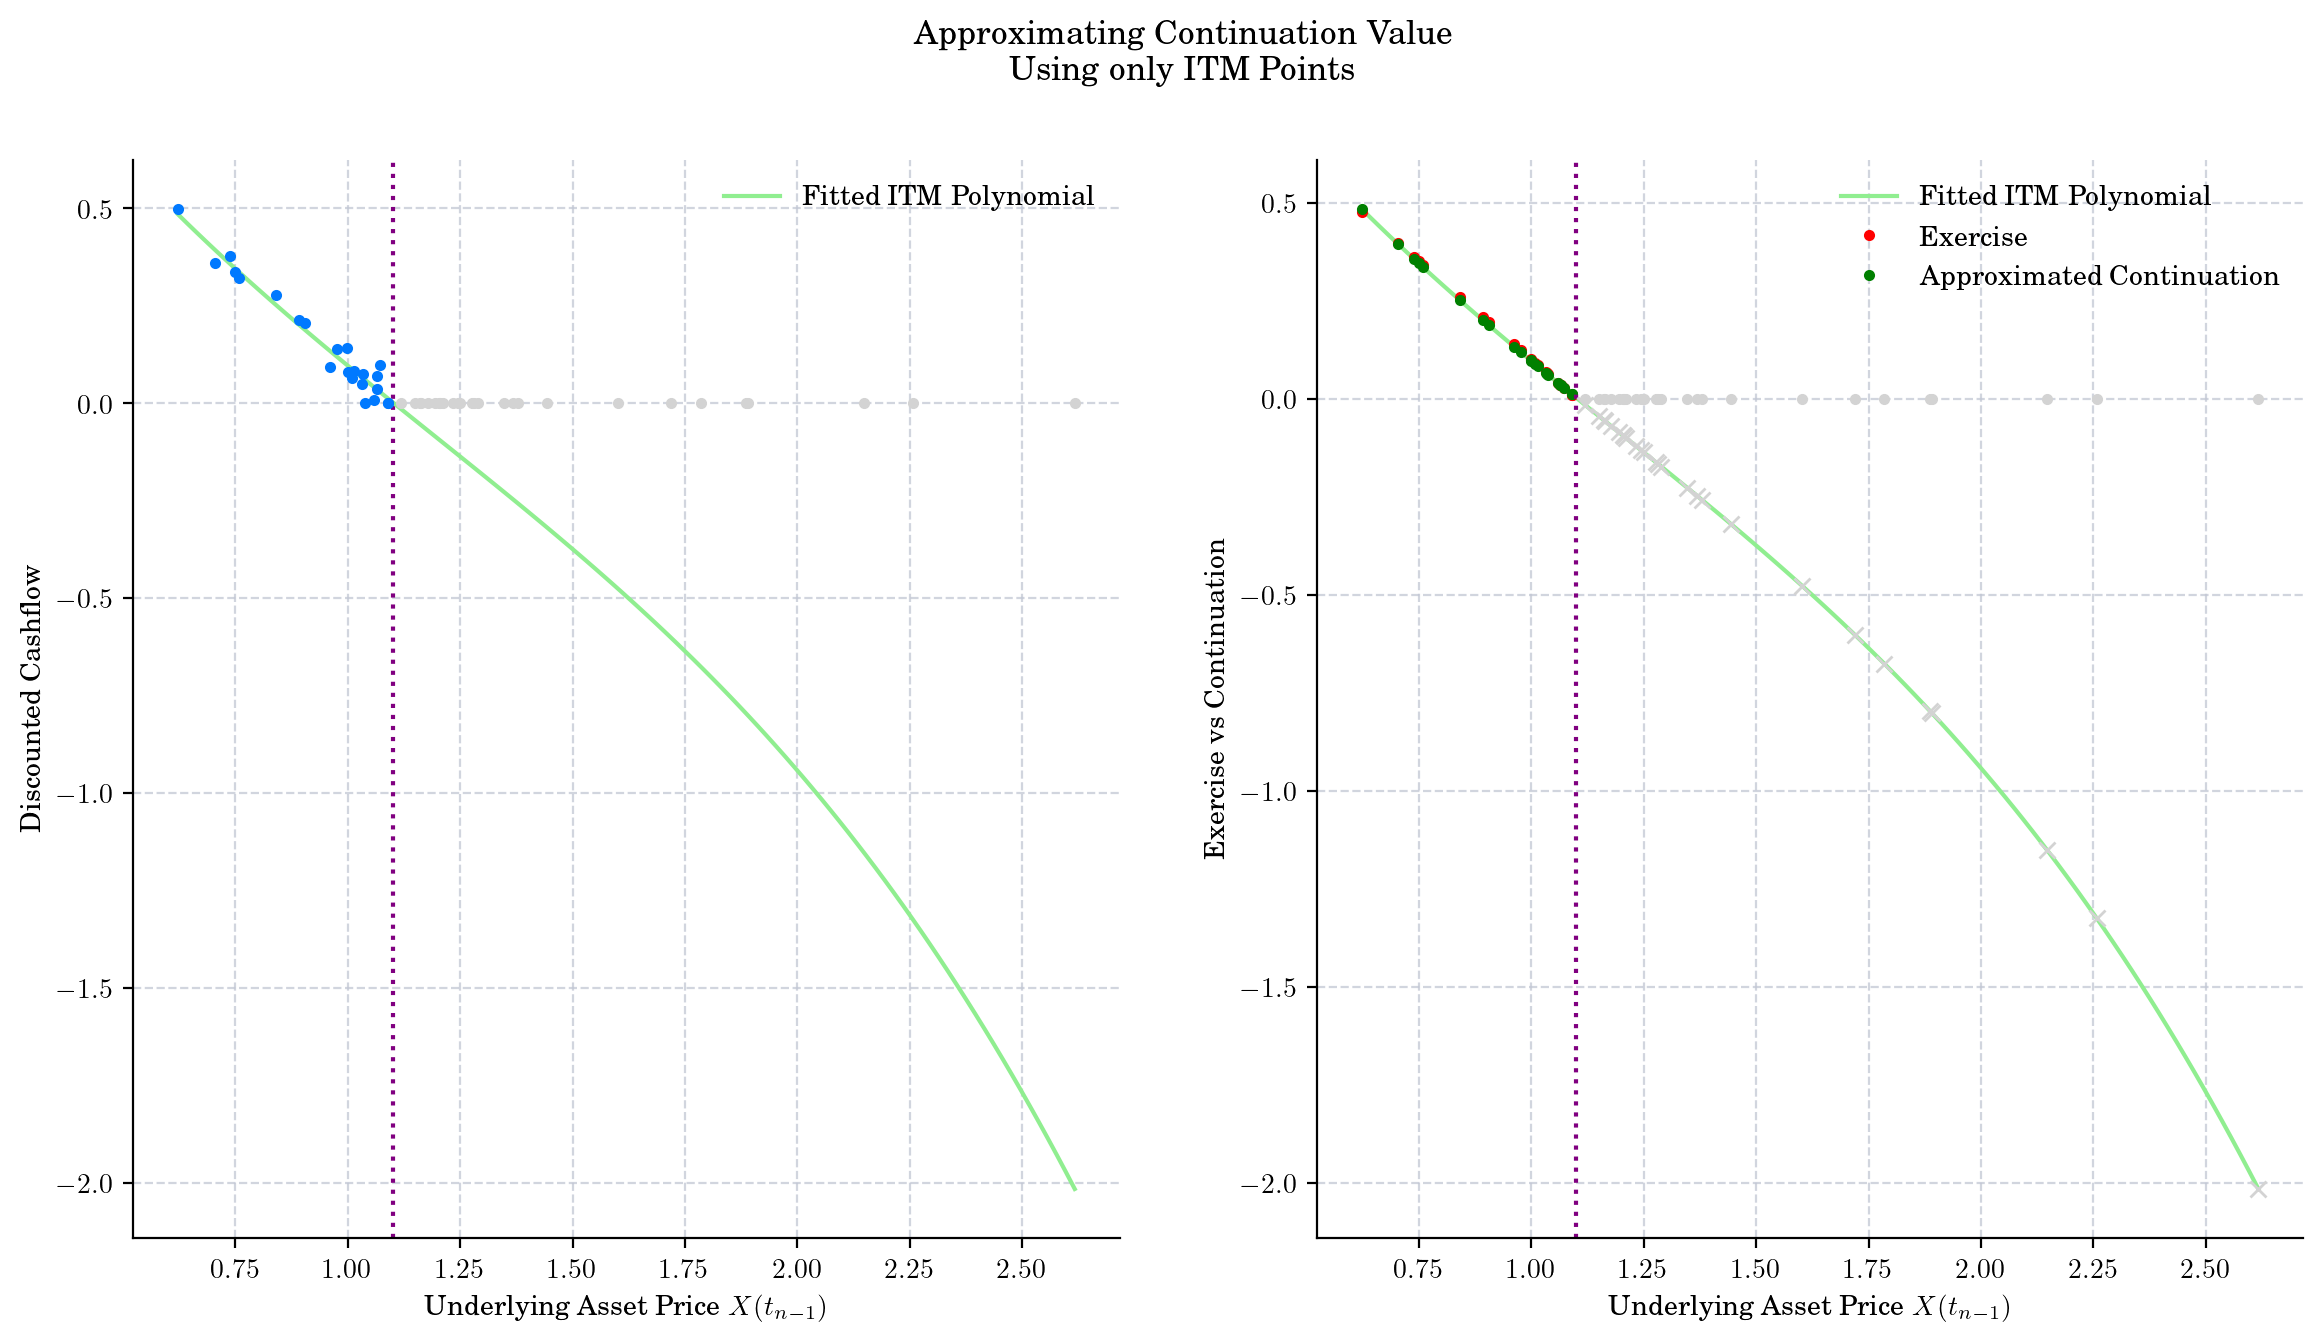 Approximating Continuation Value
Using only ITM Points
Fitted ITM Polynomial
0.5
0.0
−0.5
−1.0
−1.5
−2.0
Discounted Cashflow
0.75 1.00 1.25 1.50 1.75 2.00 2.25 2.50
Underlying Asset Price X(t_{n−1})
Fitted ITM Polynomial
Exercise
Approximated Continuation
0.5
0.0
−0.5
−1.0
−1.5
−2.0
Exercise vs Continuation
0.75 1.00 1.25 1.50 1.75 2.00 2.25 2.50
Underlying Asset Price X(t_{n−1})